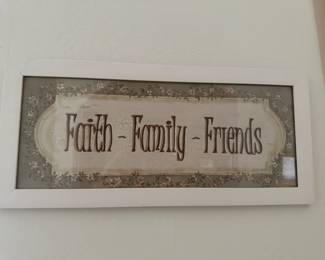 Faith - Family - Friends